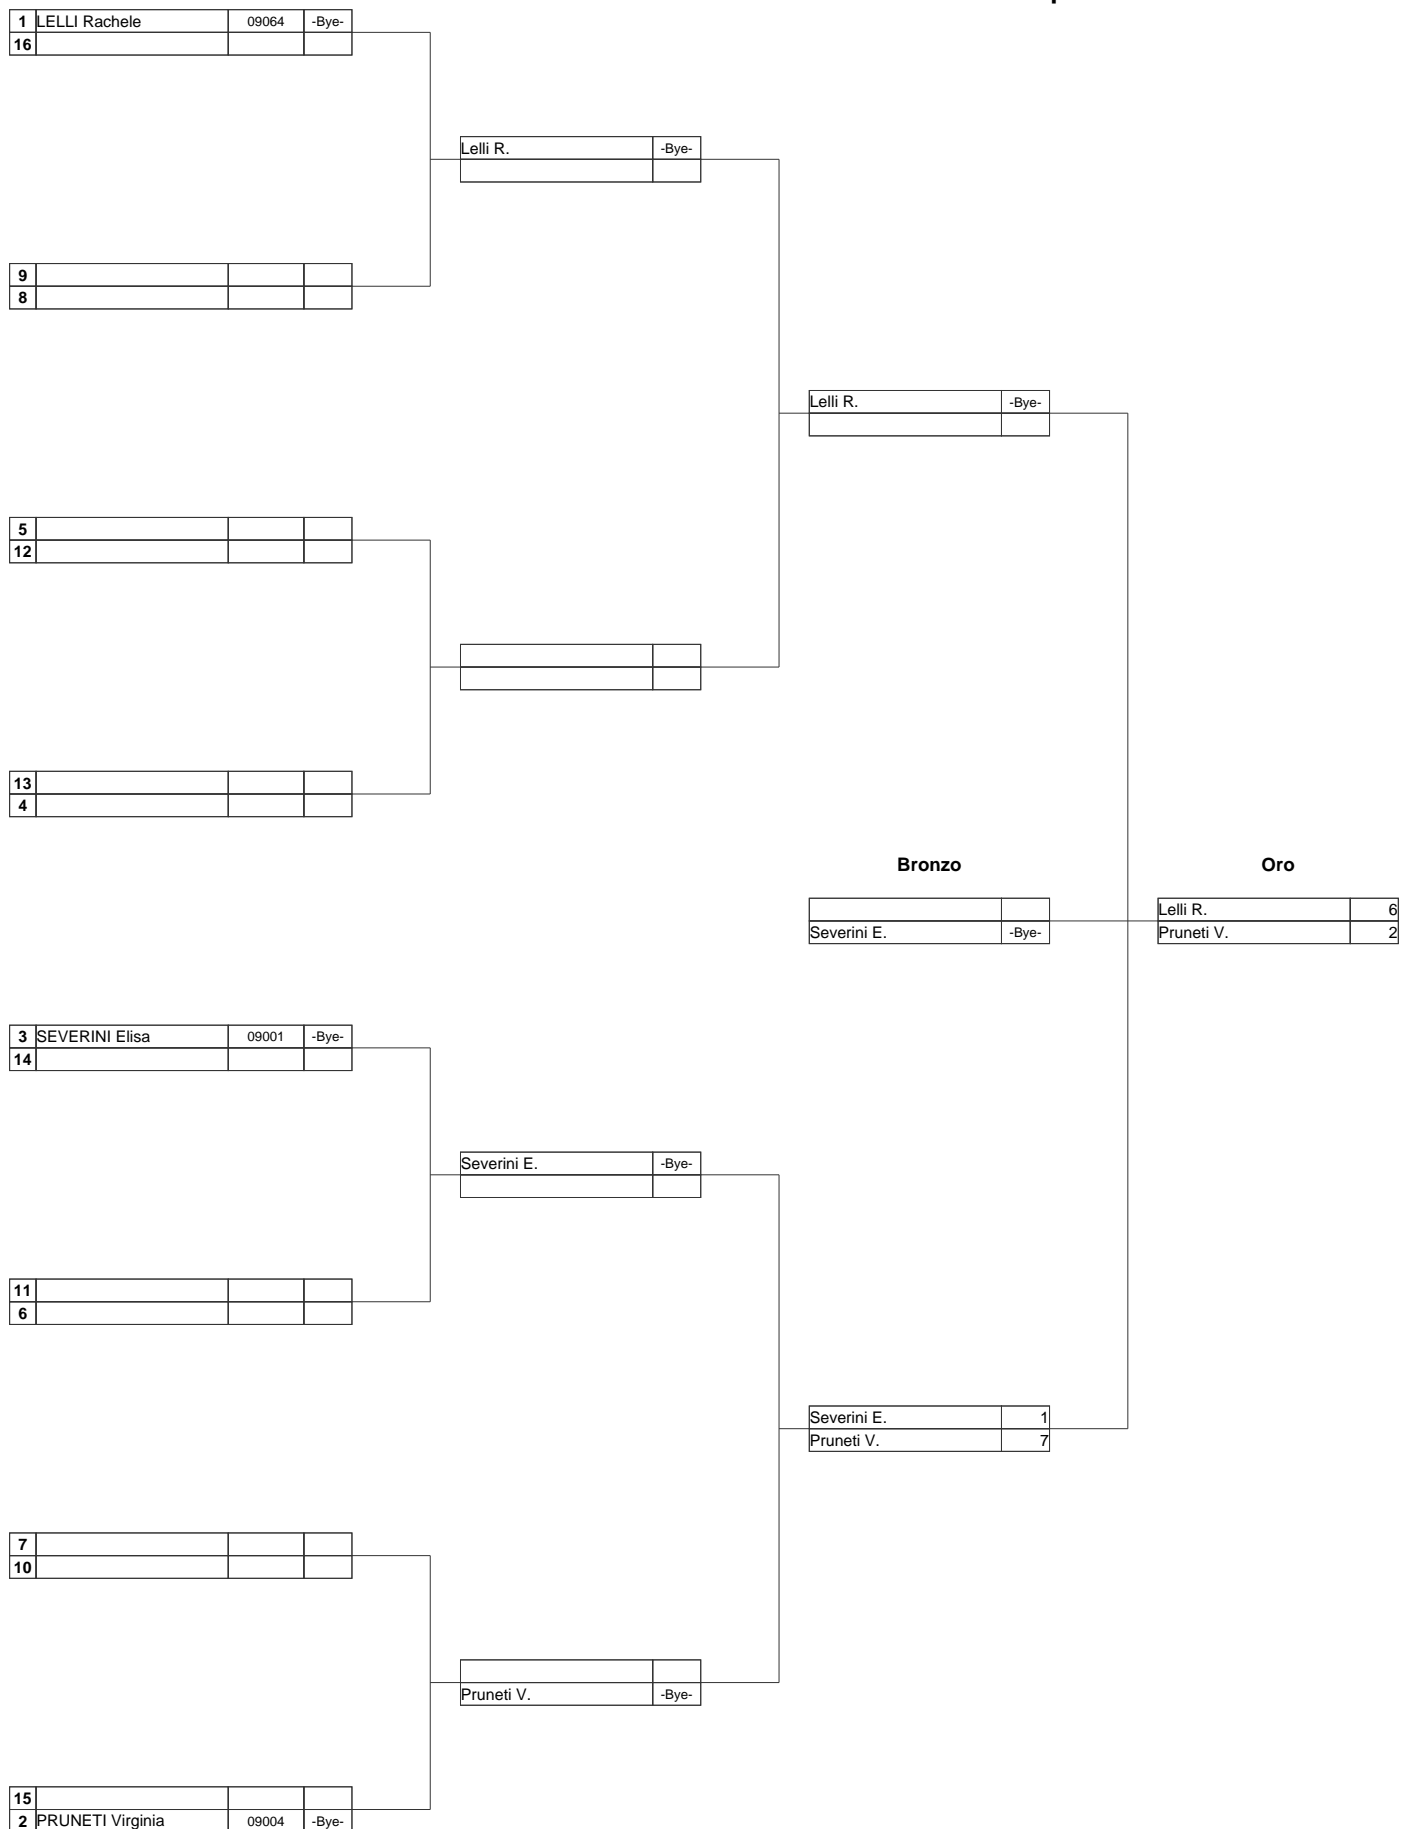 1 LELLI Rachele 09064 -Bye-
16
Lelli R. -Bye-
9
8
Lelli R. -Bye-
5
12
13
4
Bronzo Oro
Lelli R. 6
Severini E. -Bye- Pruneti V. 2
3 SEVERINI Elisa 09001 -Bye-
14
Severini E. -Bye-
11
6
Severini E. 1
Pruneti V. 7
7
10
Pruneti V. -Bye-
15
2 PRUNETI Virginia 09004 -Bye-